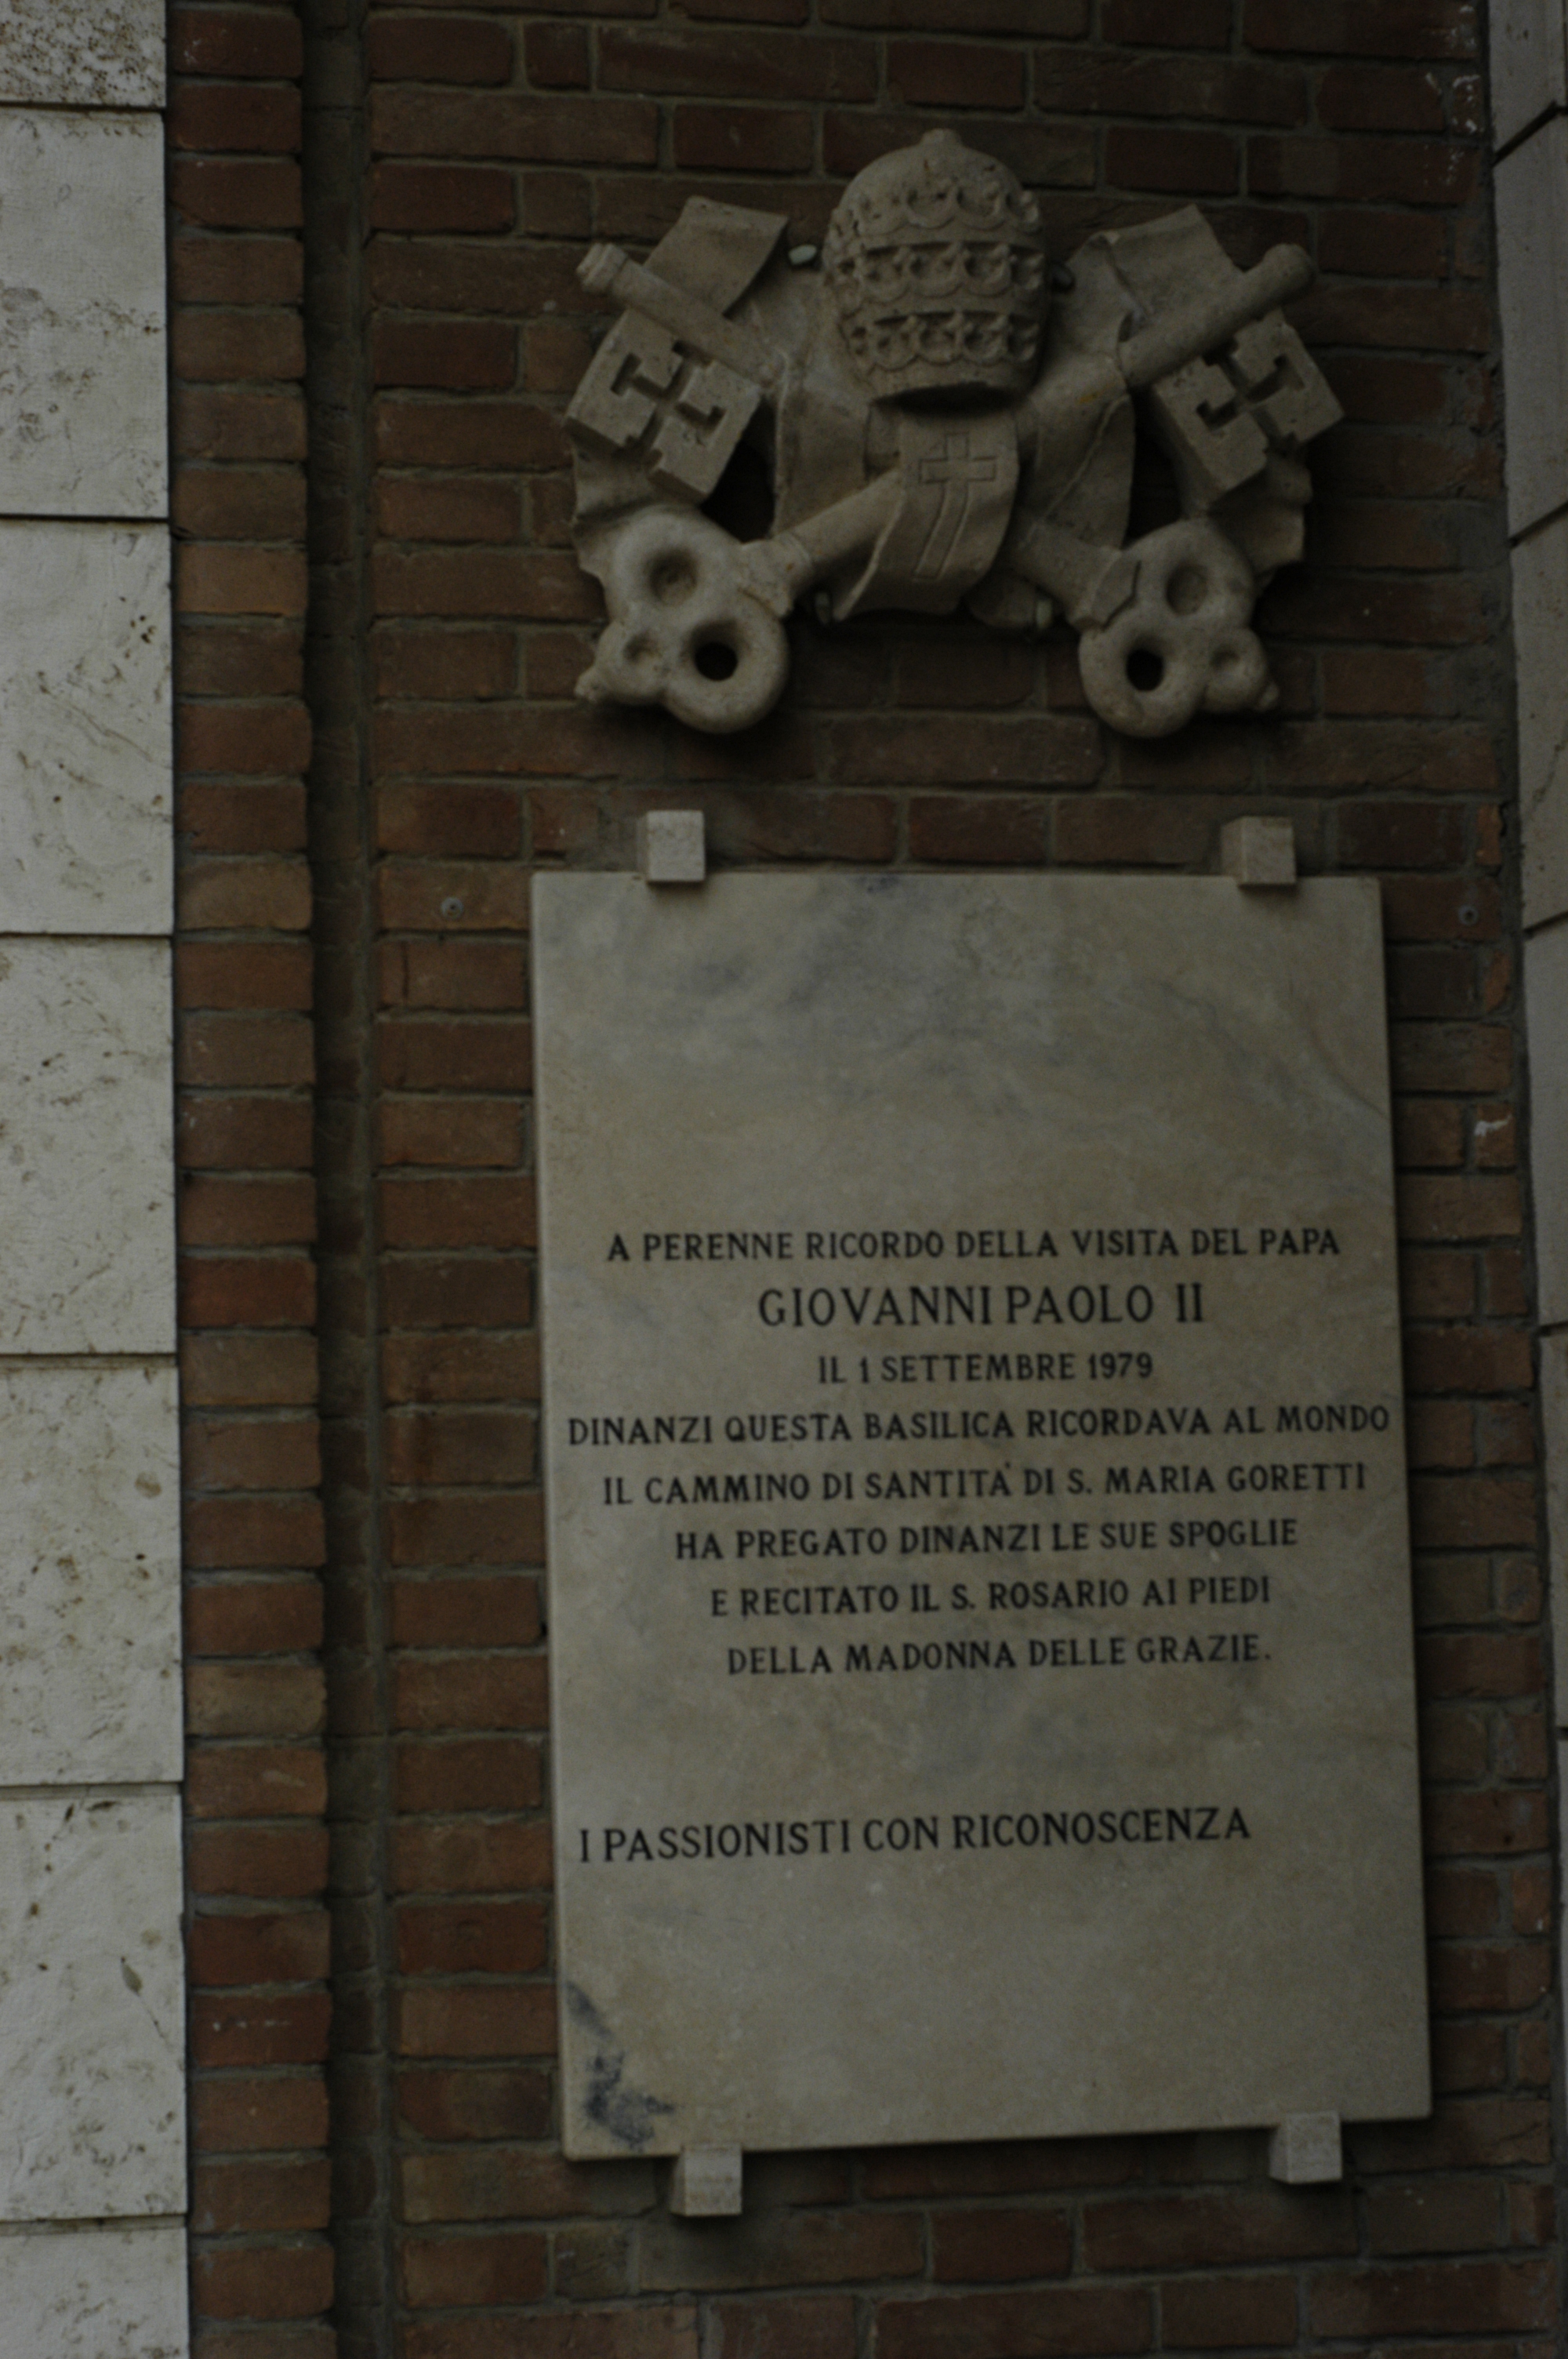 A PERENNE RICORDO DELLA VISITA DEL PAPA
GIOVANNI PAOLO II
IL 1 SETTEMBRE 1979
DINANZI QUESTA BASILICA RICORDAVA AL MONDO
IL CAMMINO DI SANTITA' DI S. MARIA GORETTI
HA PREGATO DINANZI LE SUE SPOGLIE
E RECITATO IL S. ROSARIO AI PIEDI
DELLA MADONNA DELLE GRAZIE.
I PASSIONISTI CON RICONOSCENZA